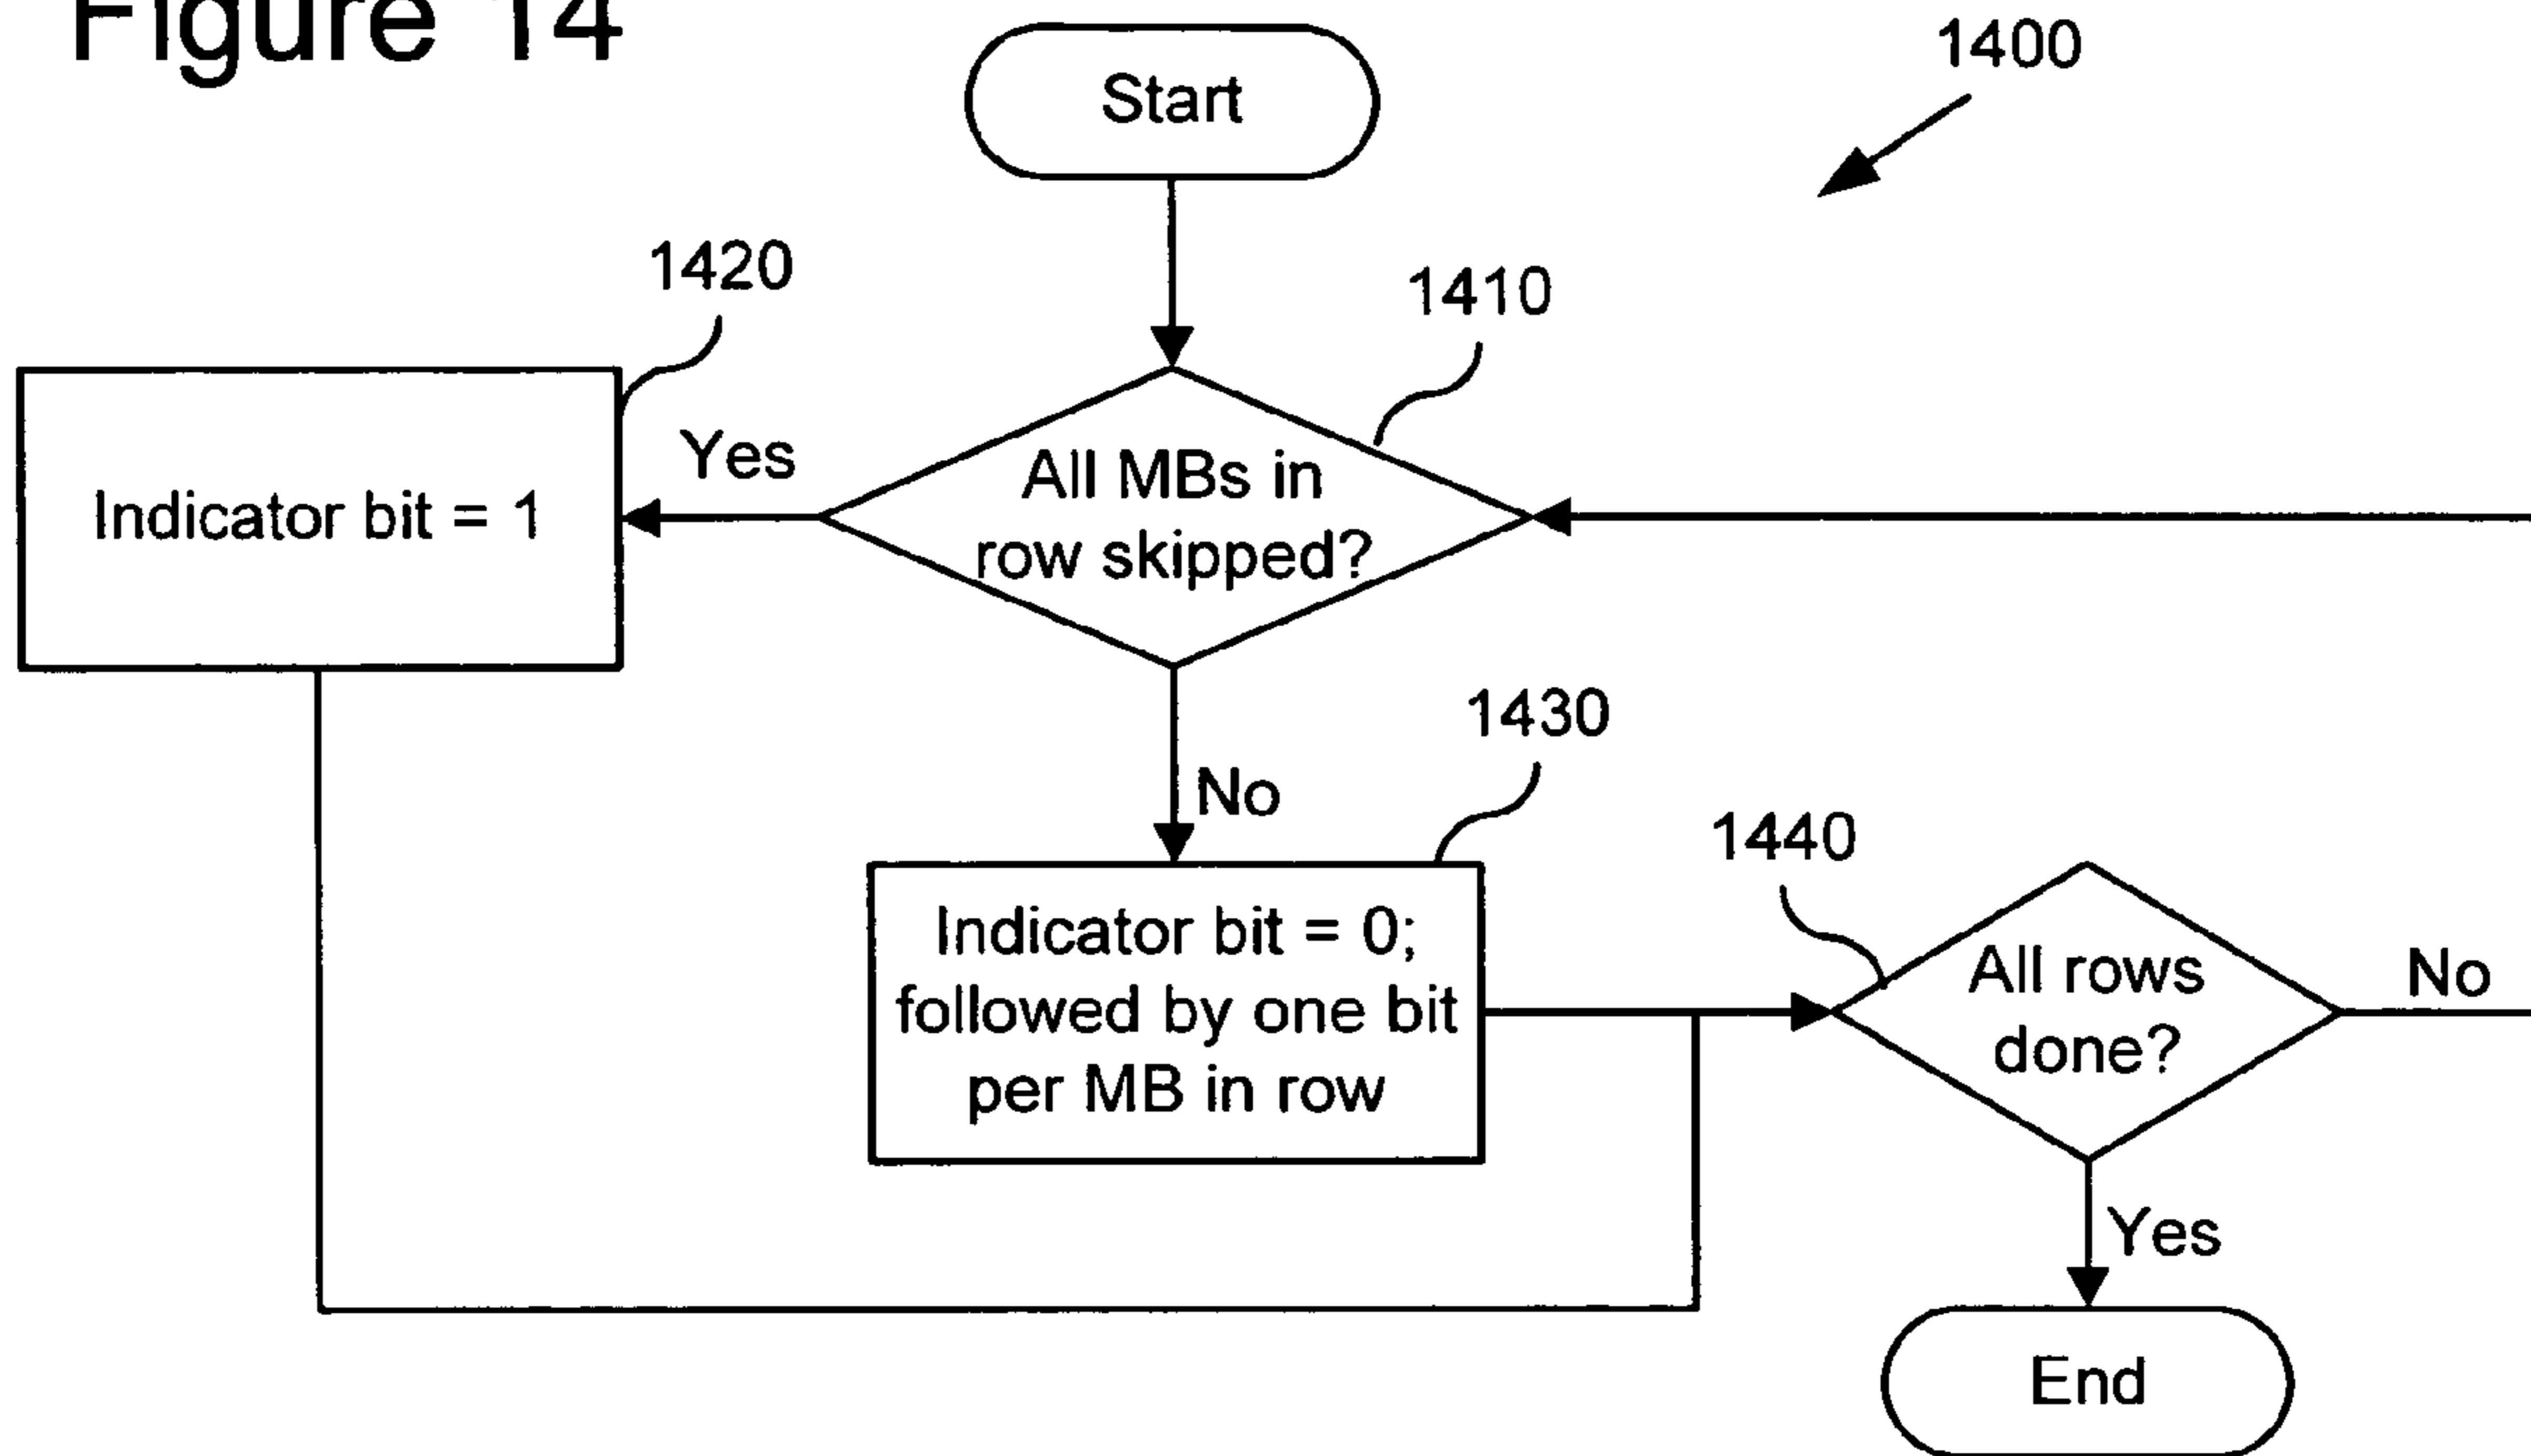 Figure 14
Start
1400
1420
1410
Yes
All MBs in
row skipped?
Indicator bit = 1
No
1430
1440
Indicator bit = 0;
followed by one bit
per MB in row
All rows
done?
No
Yes
End